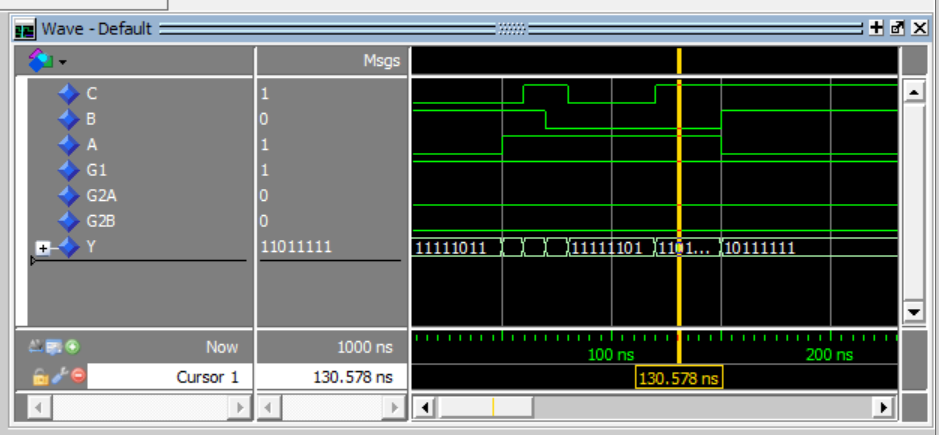 Wave - Default
Msgs
C 1
B 0
A 1
G1 1
G2A 0
G2B 0
Y 11011111 11111011 11111101 10111111
Now 1000 ns 100 ns 200 ns
Cursor 1 130.578 ns 130.578 ns